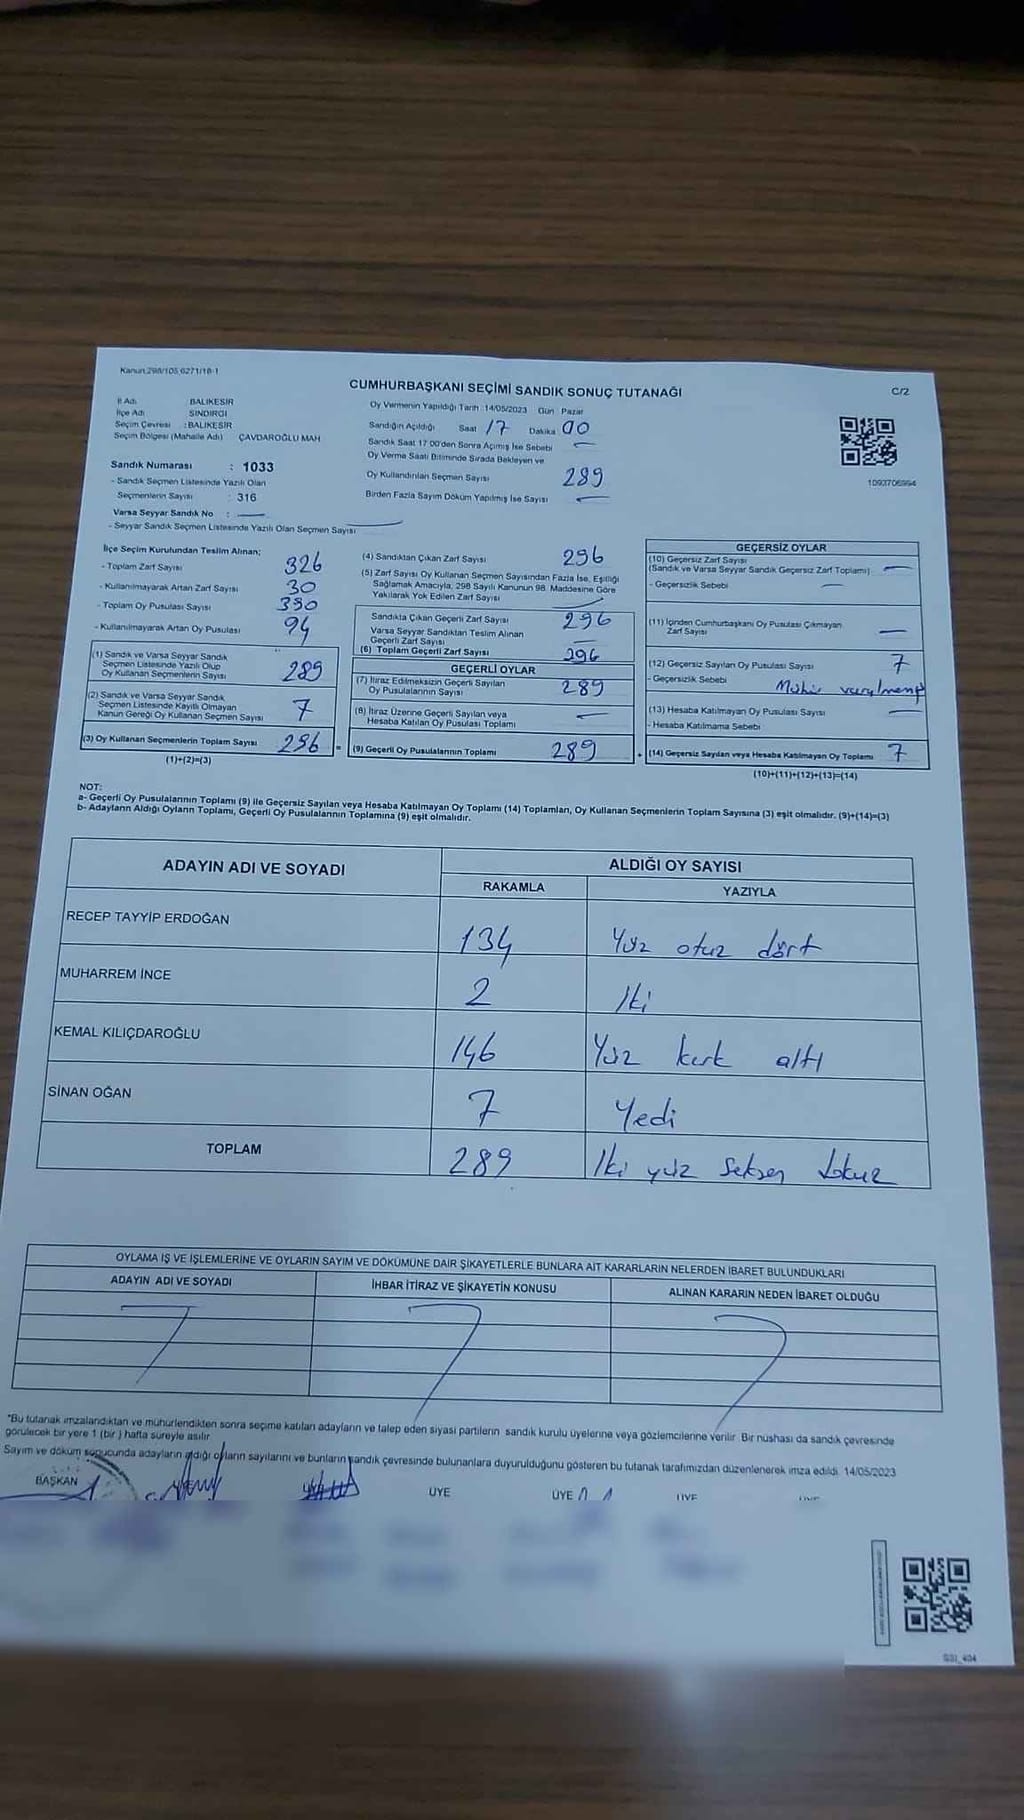 Kanun:298/105,6271/18-1
CUMHURBAŞKANI SEÇİMİ SANDIK SONUÇ TUTANAĞI
C/2
İl Adı : BALIKESİR
İlçe Adı SINDIRGI
Seçim Çevresi : BALIKESİR
Seçim Bölgesi (Mahalle Adı) ÇAVDAROĞLU MAH
Sandık Numarası : 1033
- Sandık Seçmen Listesinde Yazılı Olan
Seçmenlerin Sayısı : 316
Varsa Seyyar Sandık No :
- Seyyar Sandık Seçmen Listesinde Yazılı Olan Seçmen Sayısı
Oy Vermenin Yapıldığı Tarih :14/05/2023 Gün Pazar
Sandığın Açıldığı Saat 17 Dakika 00
Sandık Saat 17:00'den Sonra Açılmış İse Sebebi
Oy Verme Saati Bitiminde Sırada Bekleyen ve
Oy Kullandırılan Seçmen Sayısı 289
Birden Fazla Sayım Döküm Yapılmış İse Sayısı
1093706994
İlçe Seçim Kurulundan Teslim Alınan;
- Toplam Zarf Sayısı 326
- Kullanılmayarak Artan Zarf Sayısı 30
- Toplam Oy Pusulası Sayısı 390
- Kullanılmayarak Artan Oy Pusulası 94
(1) Sandık ve Varsa Seyyar Sandık
Seçmen Listesinde Yazılı Olup
Oy Kullanan Seçmenlerin Sayısı 289
(2) Sandık ve Varsa Seyyar Sandık
Seçmen Listesinde Kayıtlı Olmayan
Kanun Gereği Oy Kullanan Seçmen Sayısı 7
(3) Oy Kullanan Seçmenlerin Toplam Sayısı 296 =
(1)+(2)=(3)
(4) Sandıktan Çıkan Zarf Sayısı 296
(5) Zarf Sayısı Oy Kullanan Seçmen Sayısından Fazla İse, Eşitliği
Sağlamak Amacıyla, 298 Sayılı Kanunun 98. Maddesine Göre
Yakılarak Yok Edilen Zarf Sayısı
Sandıkta Çıkan Geçerli Zarf Sayısı 296
Varsa Seyyar Sandıktan Teslim Alınan
Geçerli Zarf Sayısı
(6) Toplam Geçerli Zarf Sayısı 296
GEÇERLİ OYLAR
(7) İtiraz Edilmeksizin Geçerli Sayılan
Oy Pusulalarının Sayısı 289
(8) İtiraz Üzerine Geçerli Sayılan veya
Hesaba Katılan Oy Pusulası Toplamı
(9) Geçerli Oy Pusulalarının Toplamı 289 +
GEÇERSİZ OYLAR
(10) Geçersiz Zarf Sayısı
(Sandık ve Varsa Seyyar Sandık Geçersiz Zarf Toplamı)
- Geçersizlik Sebebi
(11) İçinden Cumhurbaşkanı Oy Pusulası Çıkmayan
Zarf Sayısı
(12) Geçersiz Sayılan Oy Pusulası Sayısı 7
- Geçersizlik Sebebi Mühür
(13) Hesaba Katılmayan Oy Pusulası Sayısı
- Hesaba Katılmama Sebebi
(14) Geçersiz Sayılan veya Hesaba Katılmayan Oy Toplamı 7
(10)+(11)+(12)+(13)=(14)
NOT:
a- Geçerli Oy Pusulalarının Toplamı (9) ile Geçersiz Sayılan veya Hesaba Katılmayan Oy Toplamı (14) Toplamları, Oy Kullanan Seçmenlerin Toplam Sayısına (3) eşit olmalıdır. (9)+(14)=(3)
b- Adayların Aldığı Oyların Toplamı, Geçerli Oy Pusulalarının Toplamına (9) eşit olmalıdır.
ADAYIN ADI VE SOYADI
ALDIĞI OY SAYISI
RAKAMLA YAZIYLA
RECEP TAYYİP ERDOĞAN 134 Yüz otuz dört
MUHARREM İNCE 2 İki
KEMAL KILIÇDAROĞLU 146 Yüz kırk altı
SİNAN OĞAN 7 Yedi
TOPLAM 289 İki yüz seksen dokuz
OYLAMA İŞ VE İŞLEMLERİNE VE OYLARIN SAYIM VE DÖKÜMÜNE DAİR ŞİKAYETLERLE BUNLARA AİT KARARLARIN NELERDEN İBARET BULUNDUKLARI
ADAYIN ADI VE SOYADI İHBAR İTİRAZ VE ŞİKAYETİN KONUSU ALINAN KARARIN NEDEN İBARET OLDUĞU
*Bu tutanak imzalandıktan ve mühürlendikten sonra seçime katılan adayların ve talep eden siyasi partilerin sandık kurulu üyelerine veya gözlemcilerine verilir. Bir nüshası da sandık çevresinde
görülecek bir yere 1 (bir) hafta süreyle asılır
Sayım ve döküm sonucunda adayların aldığı oyların sayılarını ve bunların sandık çevresinde bulunanlara duyurulduğunu gösteren bu tutanak tarafımızdan düzenlenerek imza edildi. 14/05/2023
BAŞKAN ÜYE ÜYE ÜYE